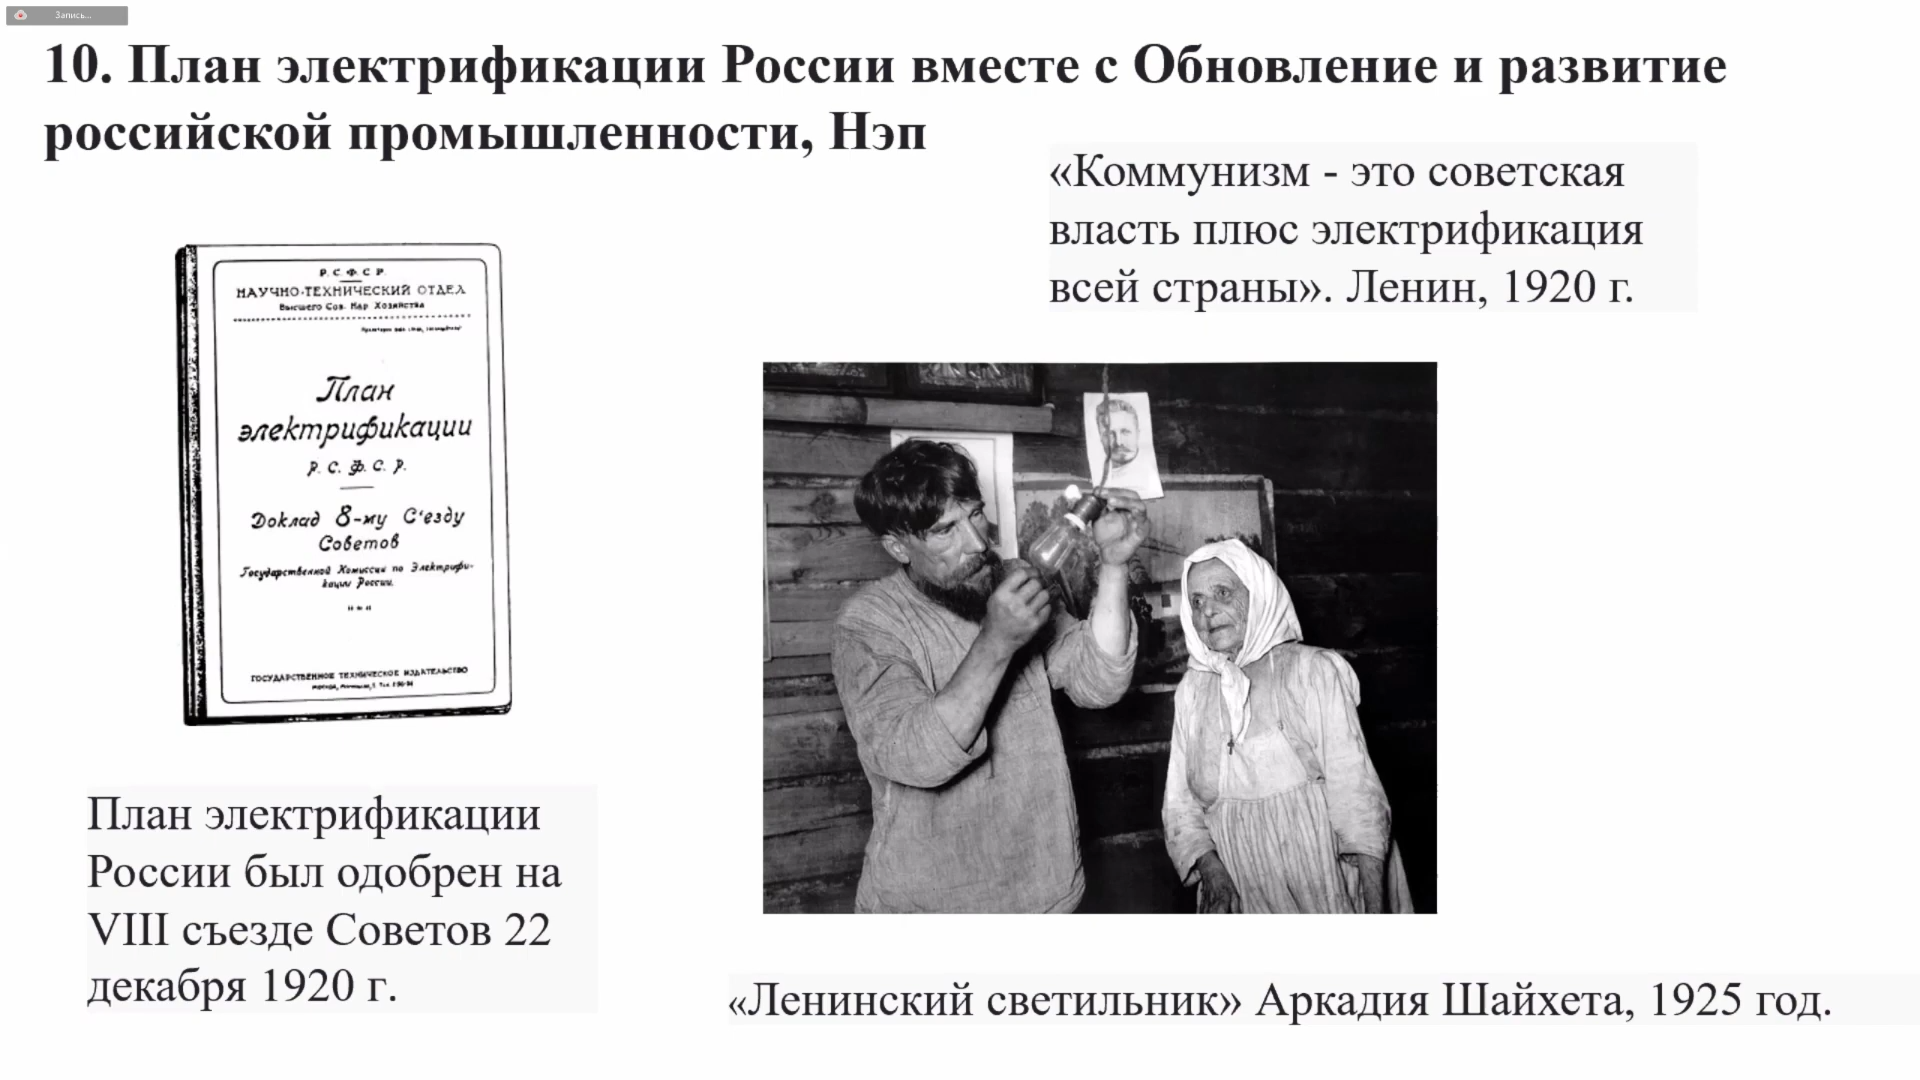 Запись...
10. План электрификации России вместе с Обновление и развитие
российской промышленности, Нэп
«Коммунизм - это советская
власть плюс электрификация
всей страны». Ленин, 1920 г.
Р. С. Ф. С. Р.
НАУЧНО-ТЕХНИЧЕСКИЙ ОТДЕЛ
Высшего Сов. Нар. Хозяйства
План
электрификации
Р. С. Ф. С. Р.
Доклад 8-му С'езду
Советов
Государственной Комиссии по Электрифи-
кации России.
ГОСУДАРСТВЕННОЕ ТЕХНИЧЕСКОЕ ИЗДАТЕЛЬСТВО
План электрификации
России был одобрен на
VIII съезде Советов 22
декабря 1920 г.
«Ленинский светильник» Аркадия Шайхета, 1925 год.